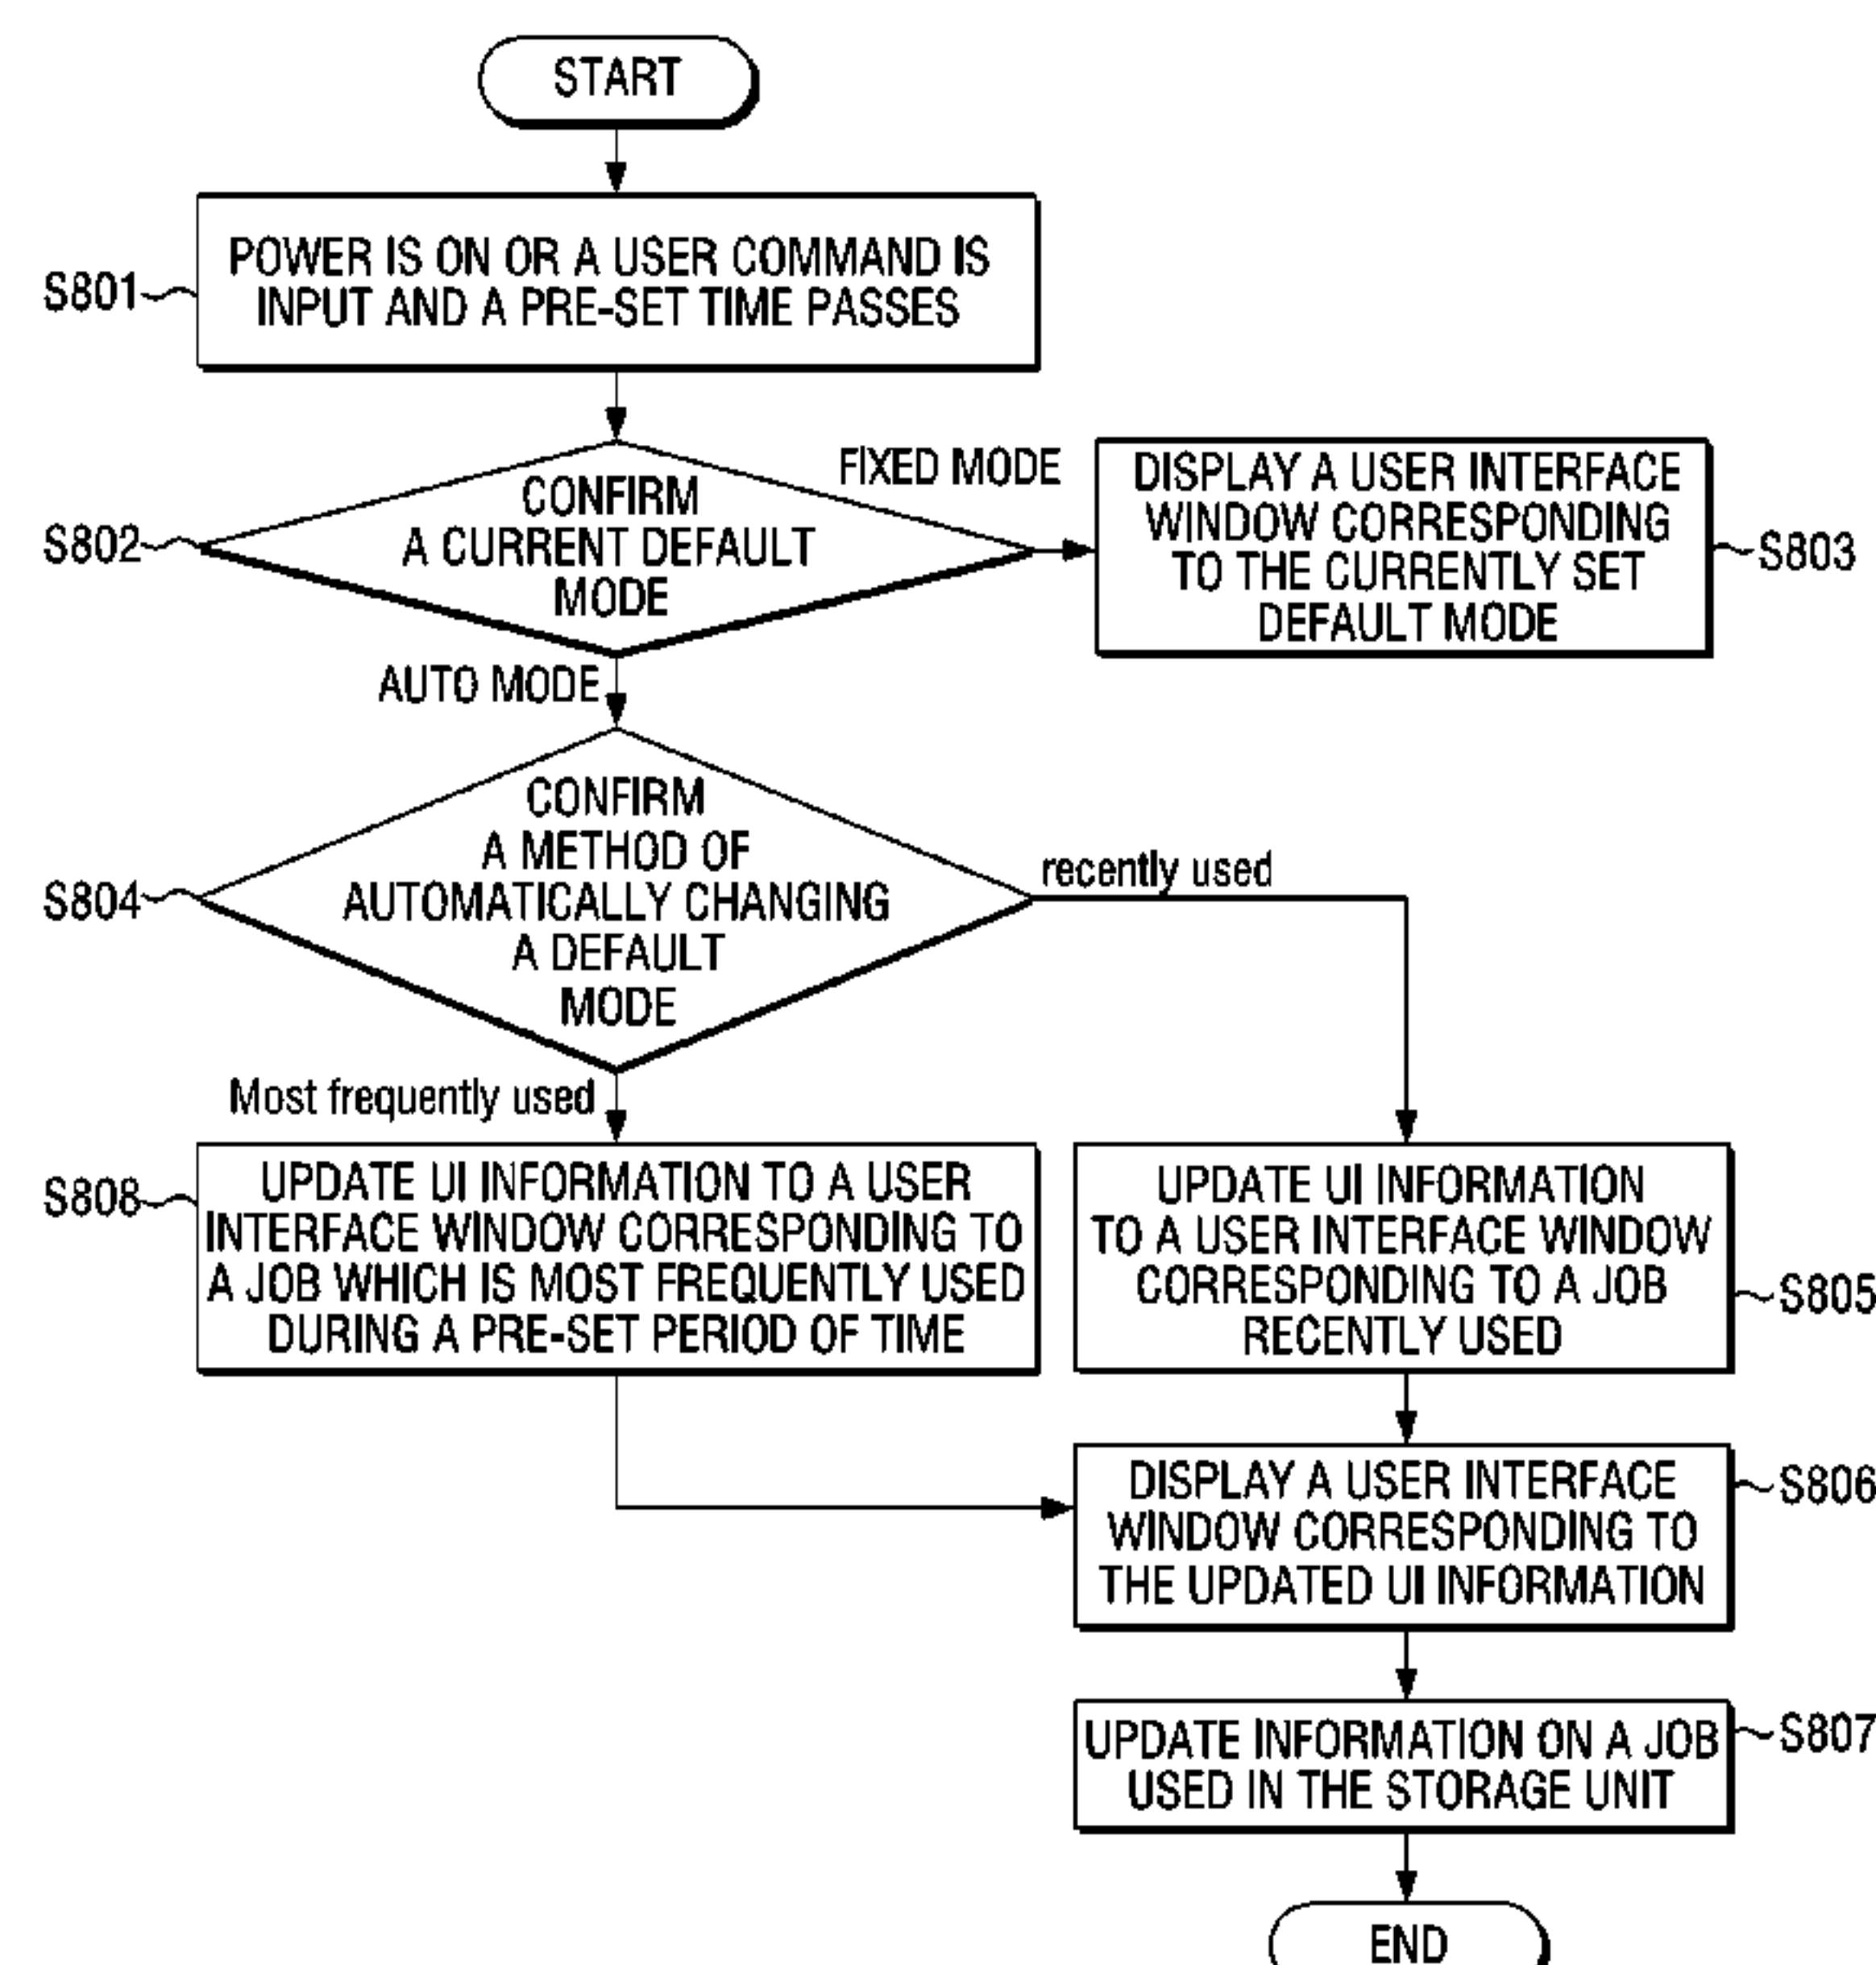 START
S801
POWER IS ON OR A USER COMMAND IS
INPUT AND A PRE-SET TIME PASSES
S802
CONFIRM
A CURRENT DEFAULT
MODE
FIXED MODE
DISPLAY A USER INTERFACE
WINDOW CORRESPONDING
TO THE CURRENTLY SET
DEFAULT MODE
S803
AUTO MODE
S804
CONFIRM
A METHOD OF
AUTOMATICALLY CHANGING
A DEFAULT
MODE
recently used
Most frequently used
S808
UPDATE UI INFORMATION TO A USER
INTERFACE WINDOW CORRESPONDING TO
A JOB WHICH IS MOST FREQUENTLY USED
DURING A PRE-SET PERIOD OF TIME
UPDATE UI INFORMATION
TO A USER INTERFACE WINDOW
CORRESPONDING TO A JOB
RECENTLY USED
S805
DISPLAY A USER INTERFACE
WINDOW CORRESPONDING TO
THE UPDATED UI INFORMATION
S806
UPDATE INFORMATION ON A JOB
USED IN THE STORAGE UNIT
S807
END